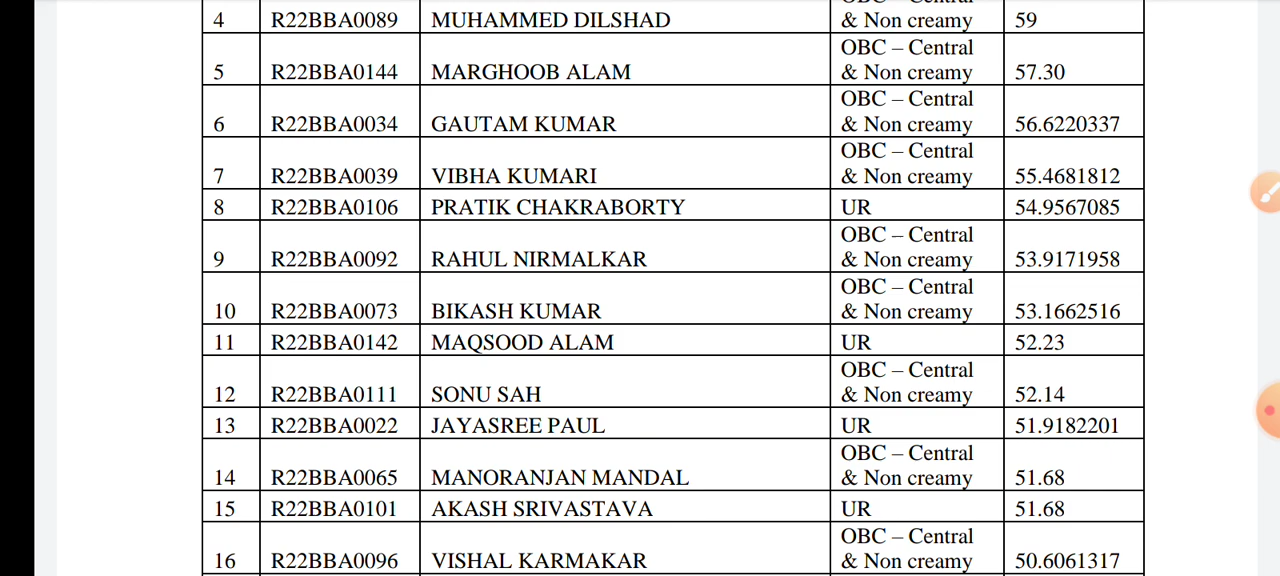 4 R22BBA0089 MUHAMMED DILSHAD & Non creamy 59
OBC – Central
5 R22BBA0144 MARGHOOB ALAM & Non creamy 57.30
OBC – Central
6 R22BBA0034 GAUTAM KUMAR & Non creamy 56.6220337
OBC – Central
7 R22BBA0039 VIBHA KUMARI & Non creamy 55.4681812
8 R22BBA0106 PRATIK CHAKRABORTY UR 54.9567085
OBC – Central
9 R22BBA0092 RAHUL NIRMALKAR & Non creamy 53.9171958
OBC – Central
10 R22BBA0073 BIKASH KUMAR & Non creamy 53.1662516
11 R22BBA0142 MAQSOOD ALAM UR 52.23
OBC – Central
12 R22BBA0111 SONU SAH & Non creamy 52.14
13 R22BBA0022 JAYASREE PAUL UR 51.9182201
OBC – Central
14 R22BBA0065 MANORANJAN MANDAL & Non creamy 51.68
15 R22BBA0101 AKASH SRIVASTAVA UR 51.68
OBC – Central
16 R22BBA0096 VISHAL KARMAKAR & Non creamy 50.6061317